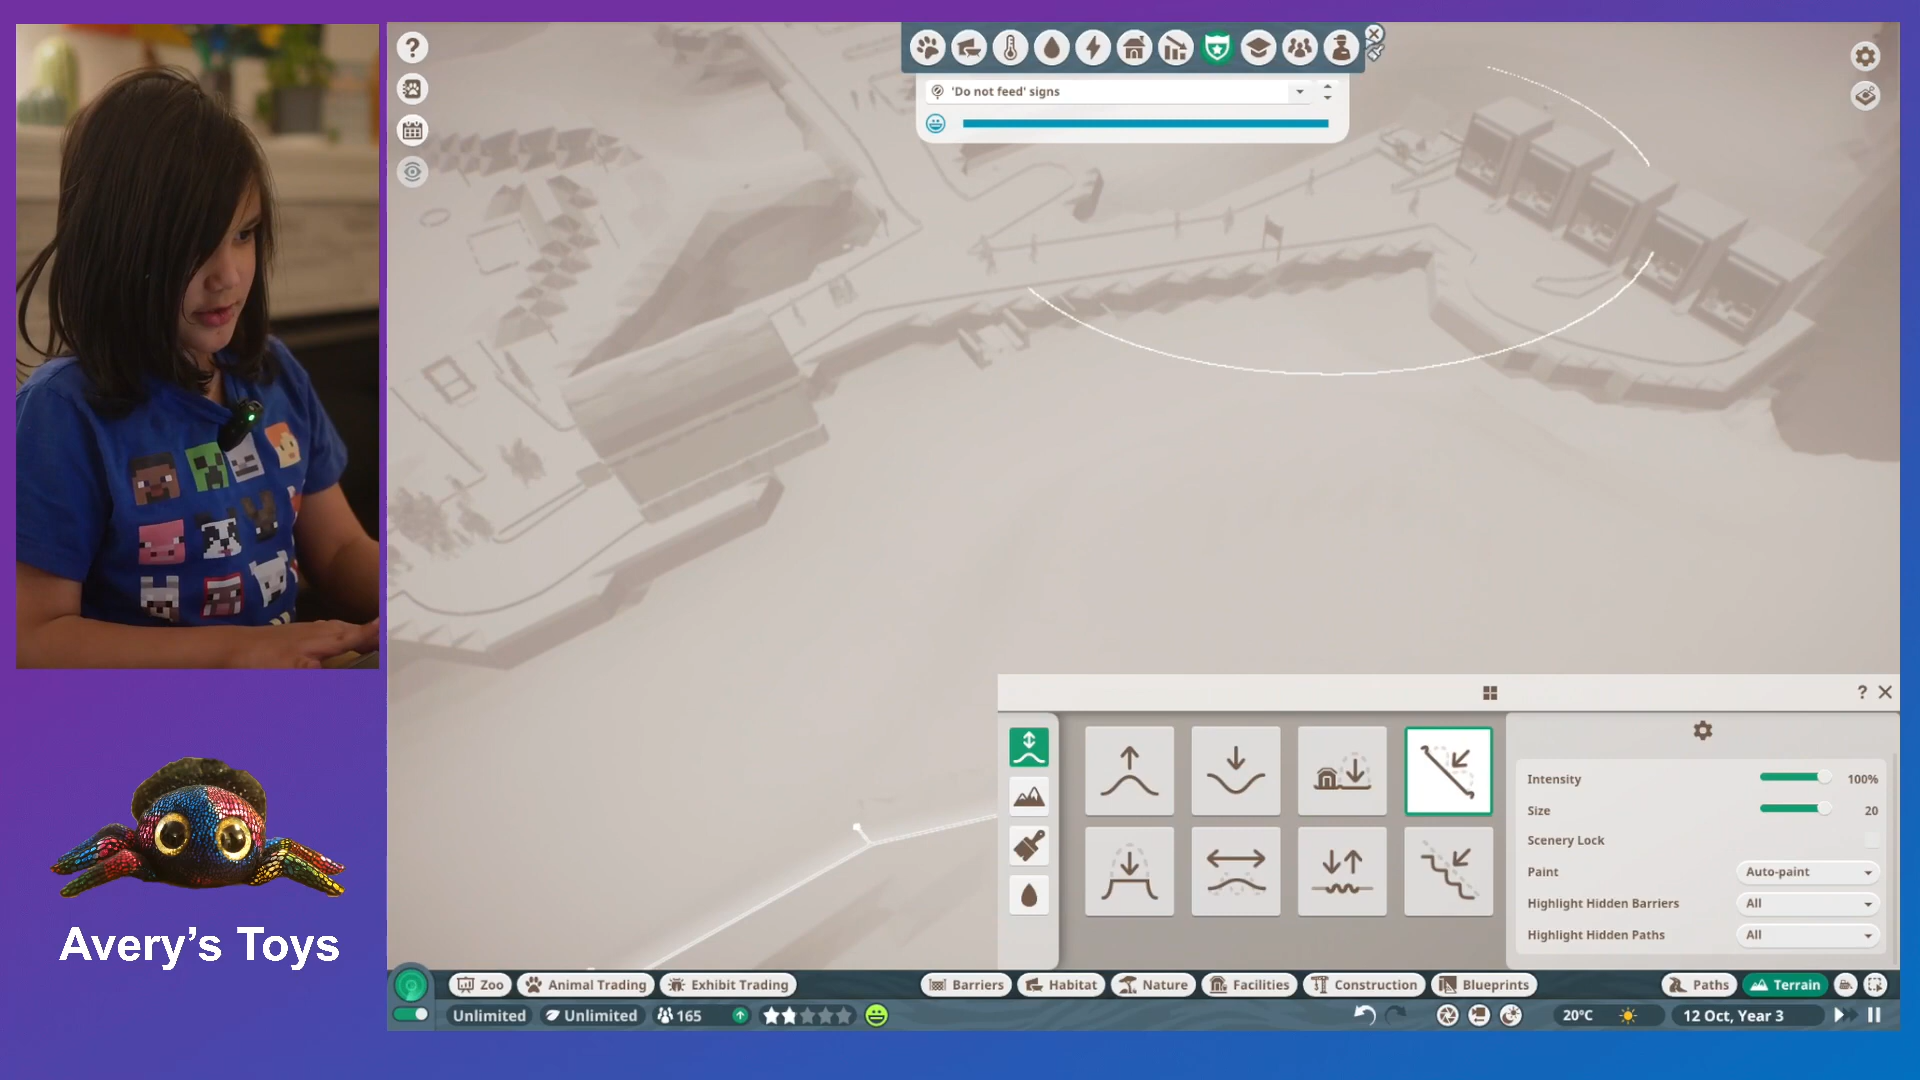 'Do not feed' signs
Intensity
100%
Size
20
Scenery Lock
Paint
Auto-paint
Highlight Hidden Barriers
All
Highlight Hidden Paths
All
Avery's Toys
Zoo
Animal Trading
Exhibit Trading
Barriers
Habitat
Nature
Facilities
Construction
Blueprints
Paths
Terrain
Unlimited
Unlimited
165
20°C
12 Oct, Year 3